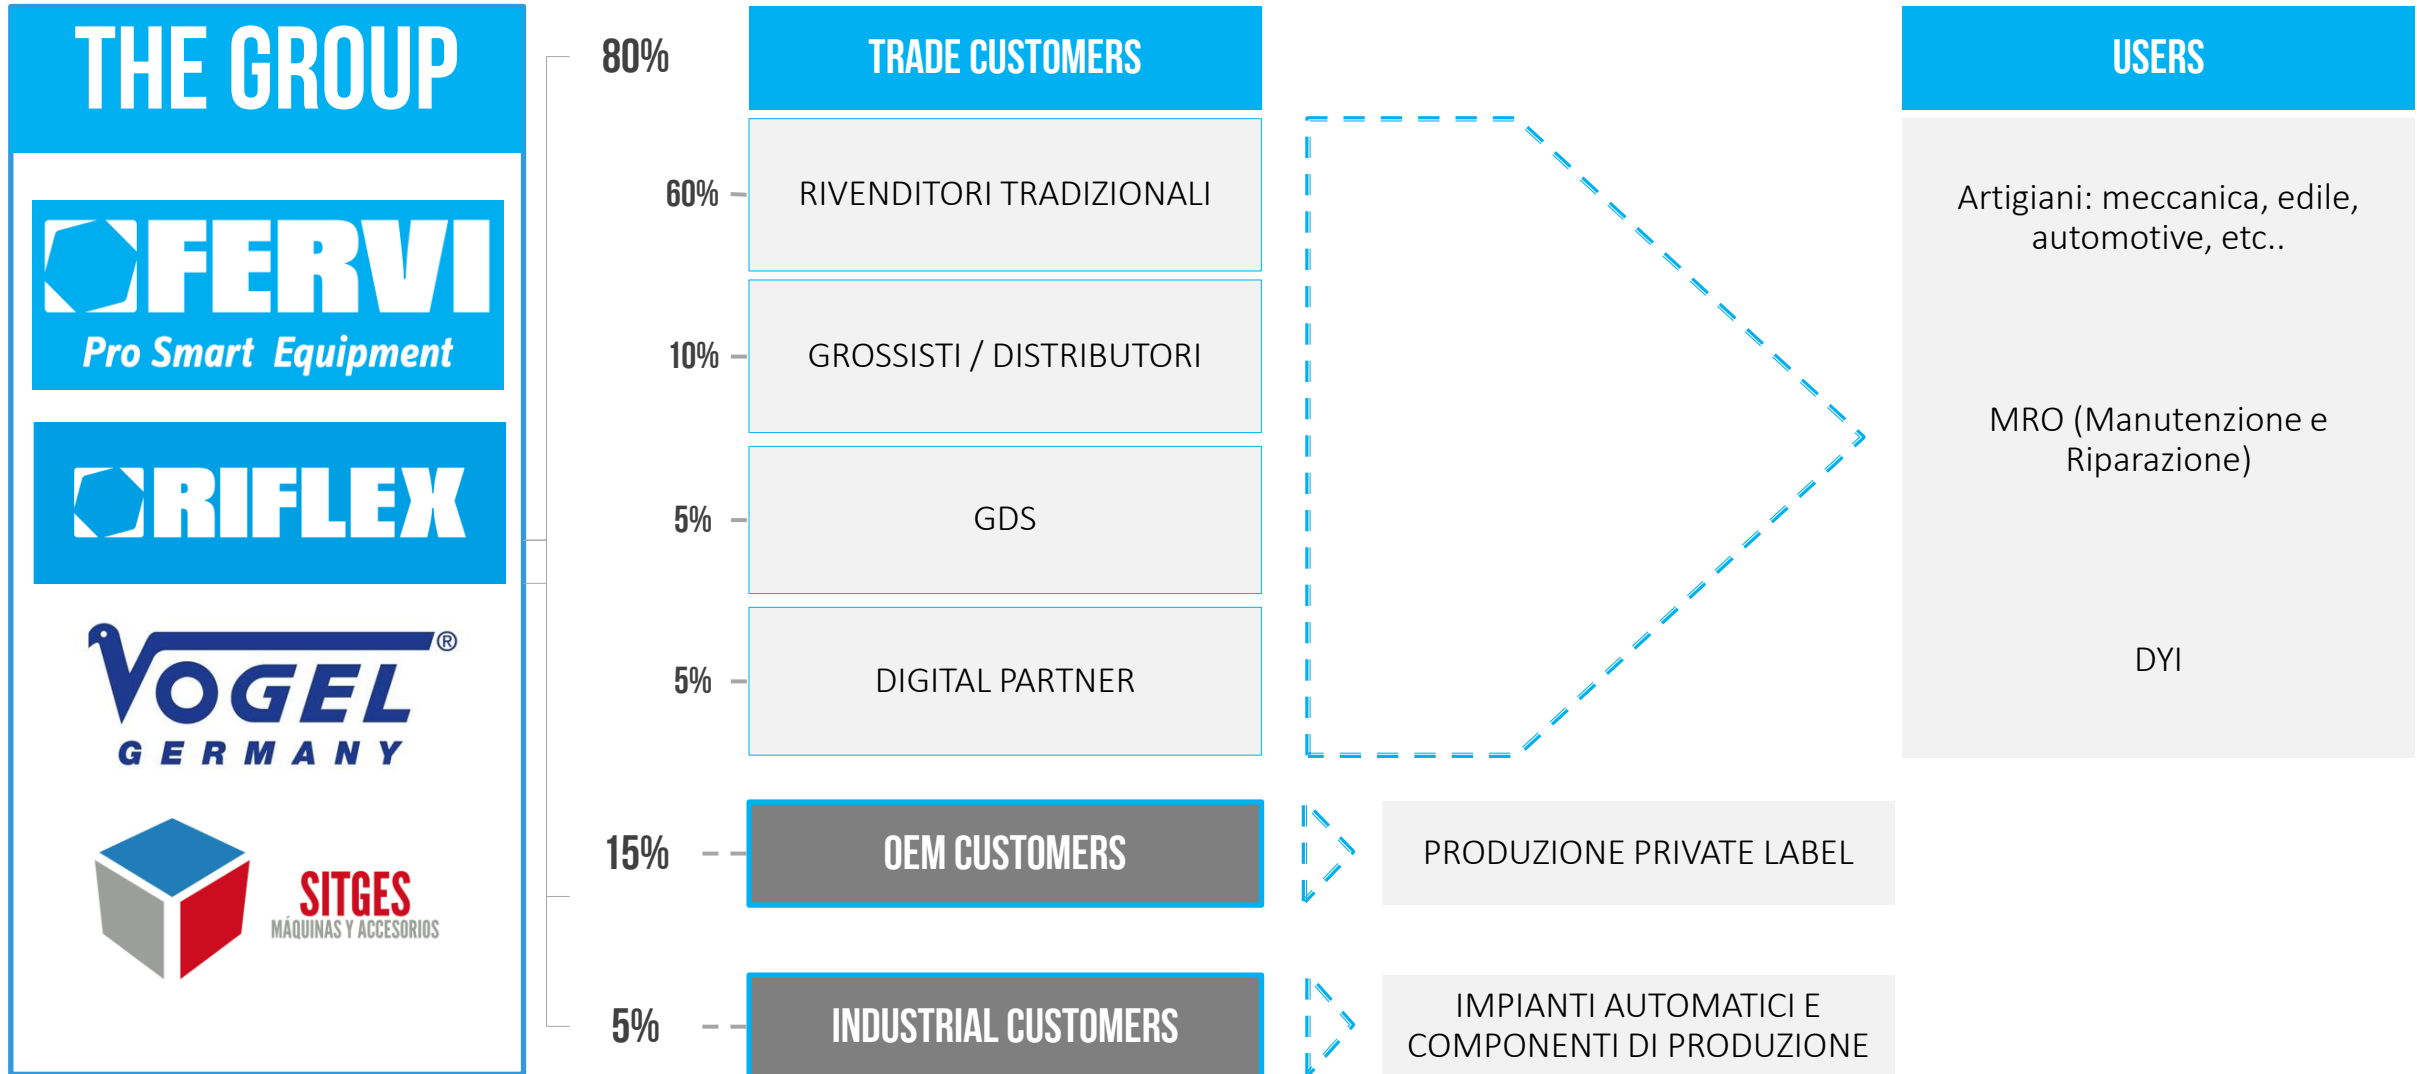 THE GROUP
FERVI
Pro Smart Equipment
RIFLEX
VOGEL®
GERMANY
SITGES
MÁQUINAS Y ACCESORIOS
80%
TRADE CUSTOMERS
60%
RIVENDITORI TRADIZIONALI
10%
GROSSISTI / DISTRIBUTORI
5%
GDS
5%
DIGITAL PARTNER
15%
OEM CUSTOMERS
PRODUZIONE PRIVATE LABEL
5%
INDUSTRIAL CUSTOMERS
IMPIANTI AUTOMATICI E
COMPONENTI DI PRODUZIONE
USERS
Artigiani: meccanica, edile,
automotive, etc..
MRO (Manutenzione e
Riparazione)
DYI